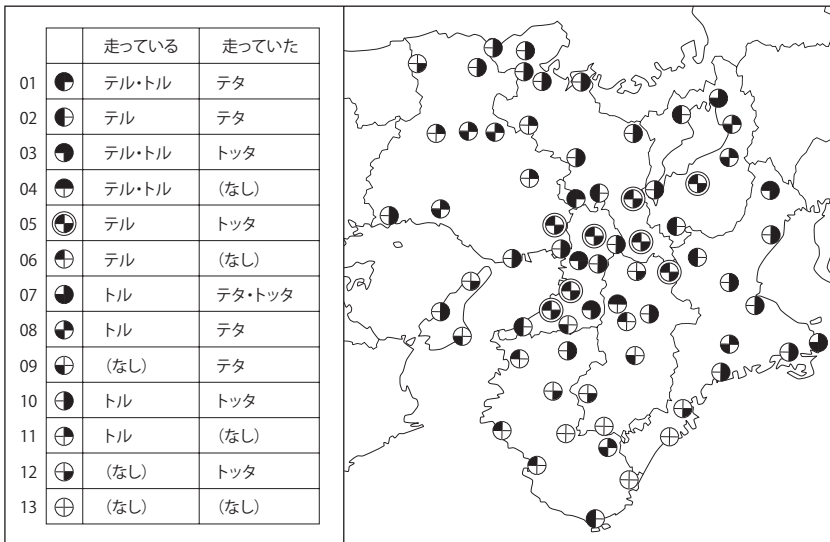 走っている 走っていた
01 テル・トル テタ
02 テル テタ
03 テル・トル トッタ
04 テル・トル (なし)
05 テル トッタ
06 テル (なし)
07 トル テタ・トッタ
08 トル テタ
09 (なし) テタ
10 トル トッタ
11 トル (なし)
12 (なし) トッタ
13 (なし) (なし)